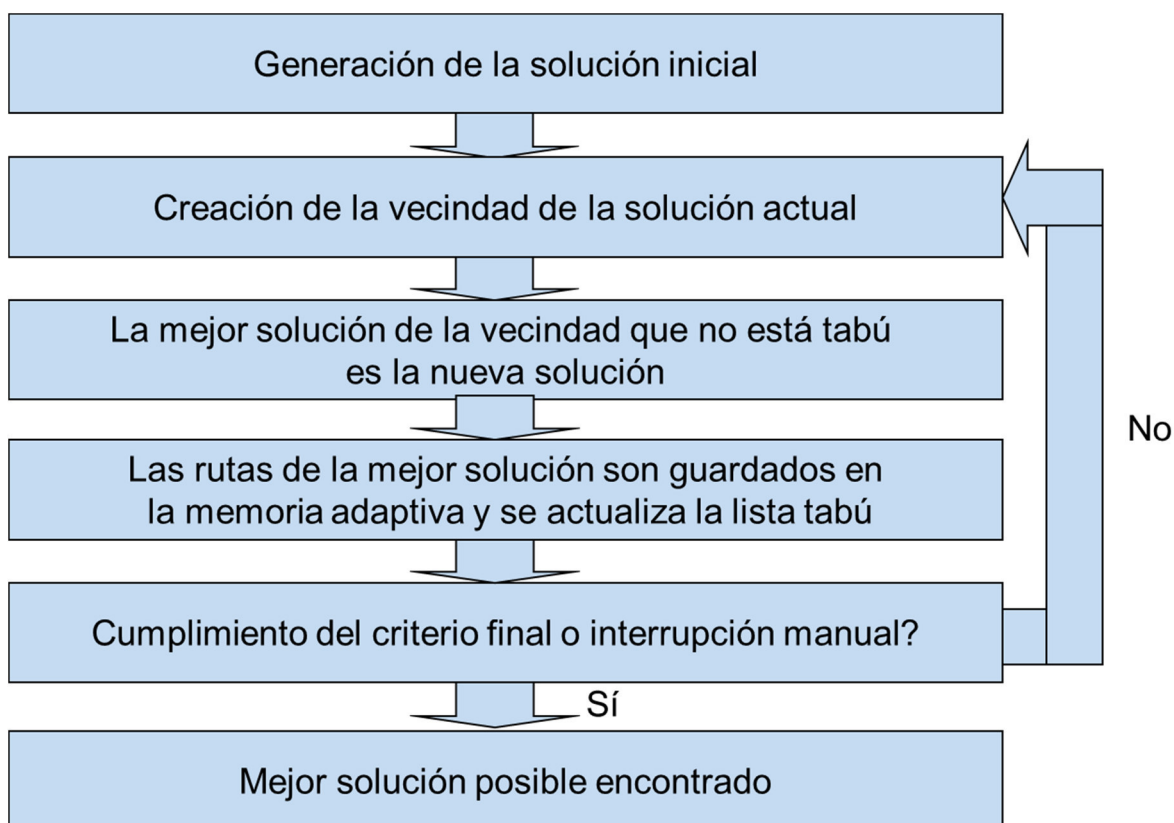 Generación de la solución inicial
Creación de la vecindad de la solución actual
La mejor solución de la vecindad que no está tabú
es la nueva solución
Las rutas de la mejor solución son guardados en
la memoria adaptiva y se actualiza la lista tabú
Cumplimiento del criterio final o interrupción manual?
No
Sí
Mejor solución posible encontrado